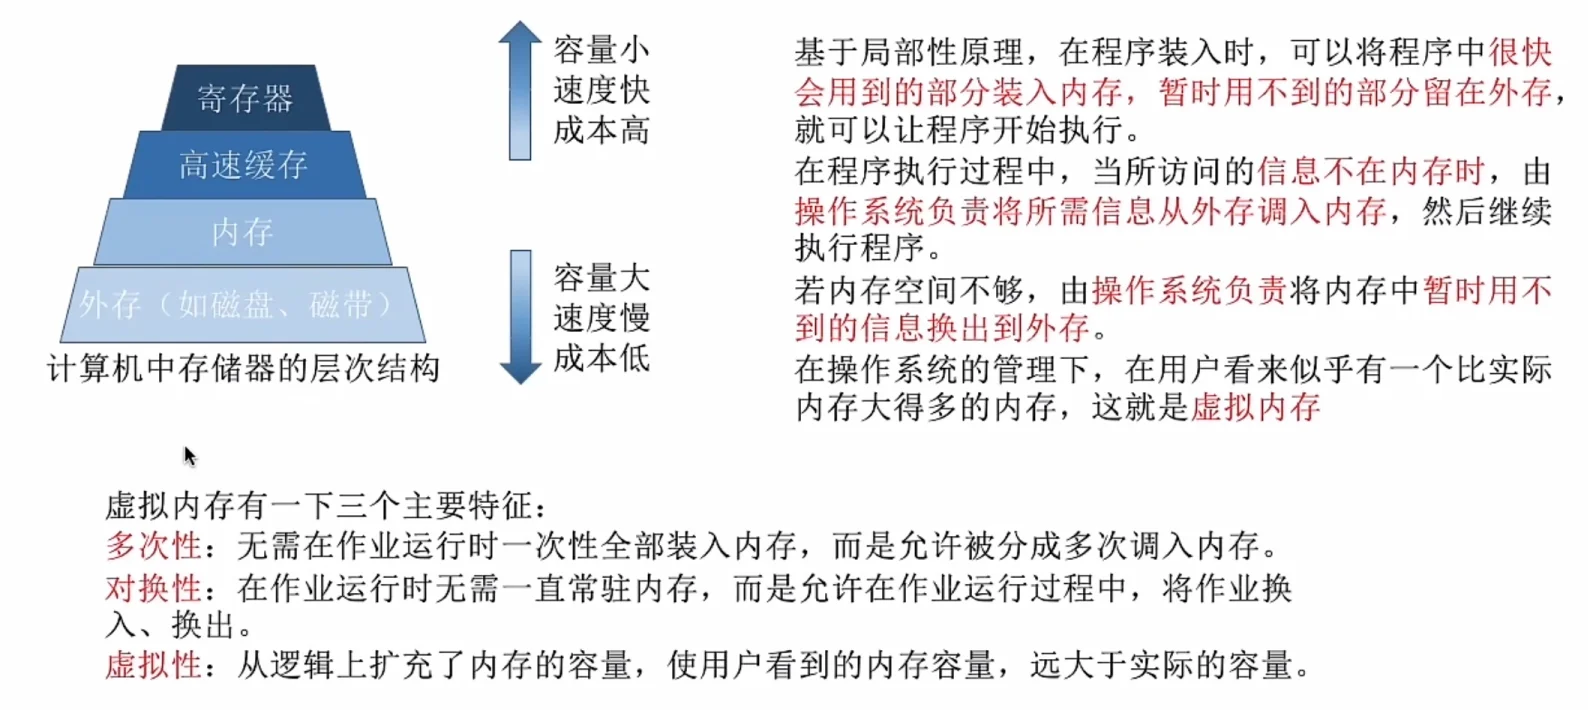 寄存器
高速缓存
内存
外存（如磁盘、磁带）
计算机中存储器的层次结构
容量小
速度快
成本高
容量大
速度慢
成本低
基于局部性原理，在程序装入时，可以将程序中很快
会用到的部分装入内存，暂时用不到的部分留在外存，
就可以让程序开始执行。
在程序执行过程中，当所访问的信息不在内存时，由
操作系统负责将所需信息从外存调入内存，然后继续
执行程序。
若内存空间不够，由操作系统负责将内存中暂时用不
到的信息换出到外存。
在操作系统的管理下，在用户看来似乎有一个比实际
内存大得多的内存，这就是虚拟内存
虚拟内存有一下三个主要特征：
多次性：无需在作业运行时一次性全部装入内存，而是允许被分成多次调入内存。
对换性：在作业运行时无需一直常驻内存，而是允许在作业运行过程中，将作业换
入、换出。
虚拟性：从逻辑上扩充了内存的容量，使用户看到的内存容量，远大于实际的容量。